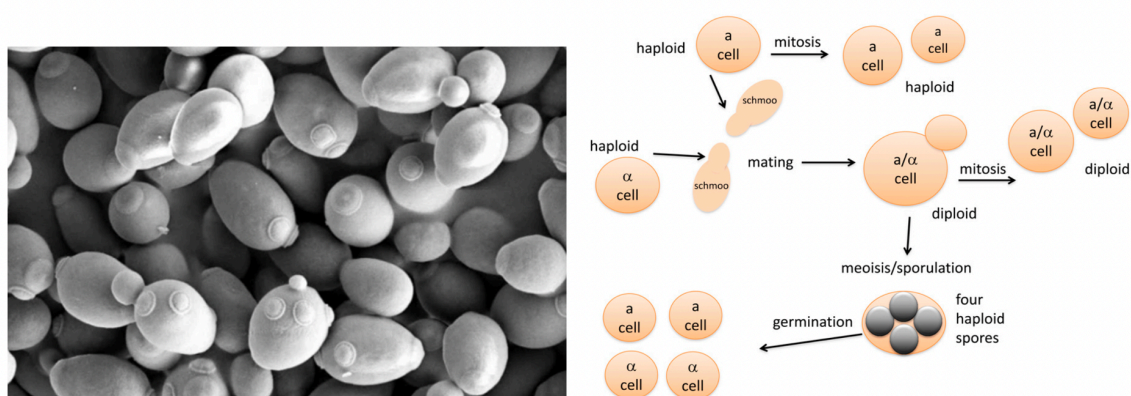 haploid
a
cell
mitosis
a
cell
a
cell
haploid
schmoo
haploid
α
cell
schmoo
mating
a/α
cell
diploid
mitosis
a/α
cell
a/α
cell
diploid
meoisis/sporulation
four
haploid
spores
germination
a
cell
a
cell
α
cell
α
cell